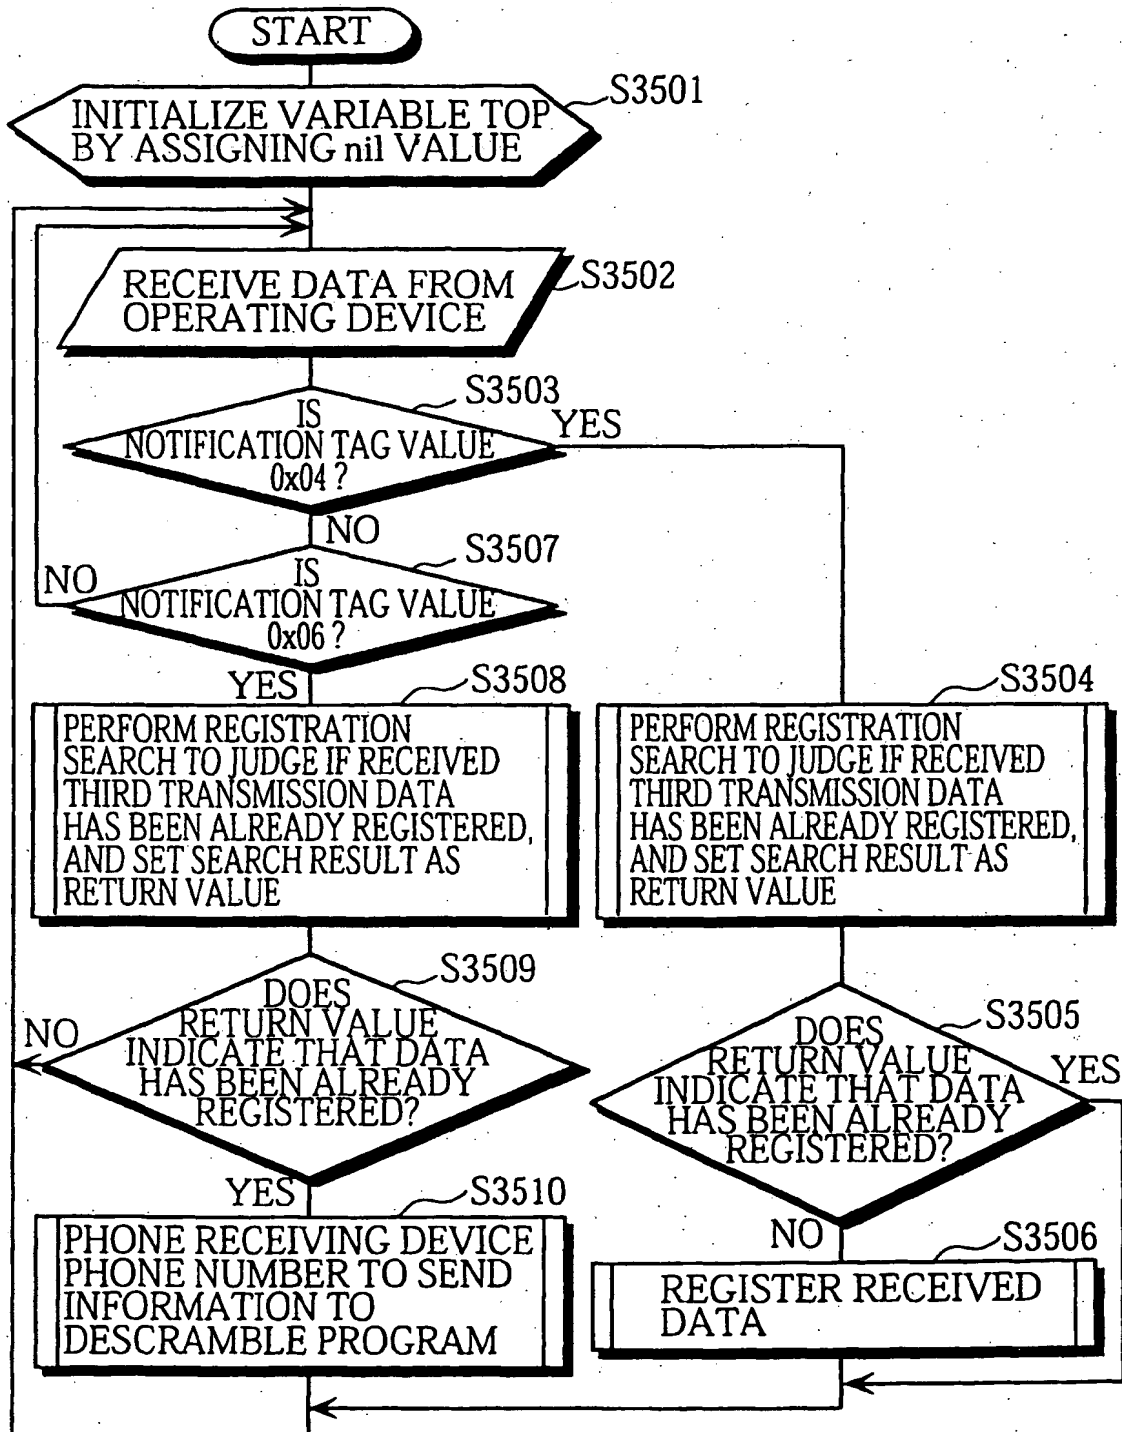 START
S3501
INITIALIZE VARIABLE TOP
BY ASSIGNING nil VALUE
S3502
RECEIVE DATA FROM
OPERATING DEVICE
S3503
IS
NOTIFICATION TAG VALUE
0x04 ?
YES
NO
S3507
IS
NOTIFICATION TAG VALUE
0x06 ?
NO
YES
S3508
PERFORM REGISTRATION
SEARCH TO JUDGE IF RECEIVED
THIRD TRANSMISSION DATA
HAS BEEN ALREADY REGISTERED,
AND SET SEARCH RESULT AS
RETURN VALUE
S3504
PERFORM REGISTRATION
SEARCH TO JUDGE IF RECEIVED
THIRD TRANSMISSION DATA
HAS BEEN ALREADY REGISTERED,
AND SET SEARCH RESULT AS
RETURN VALUE
S3509
DOES
RETURN VALUE
INDICATE THAT DATA
HAS BEEN ALREADY
REGISTERED?
NO
YES
S3505
DOES
RETURN VALUE
INDICATE THAT DATA
HAS BEEN ALREADY
REGISTERED?
YES
NO
S3510
PHONE RECEIVING DEVICE
PHONE NUMBER TO SEND
INFORMATION TO
DESCRAMBLE PROGRAM
S3506
REGISTER RECEIVED
DATA